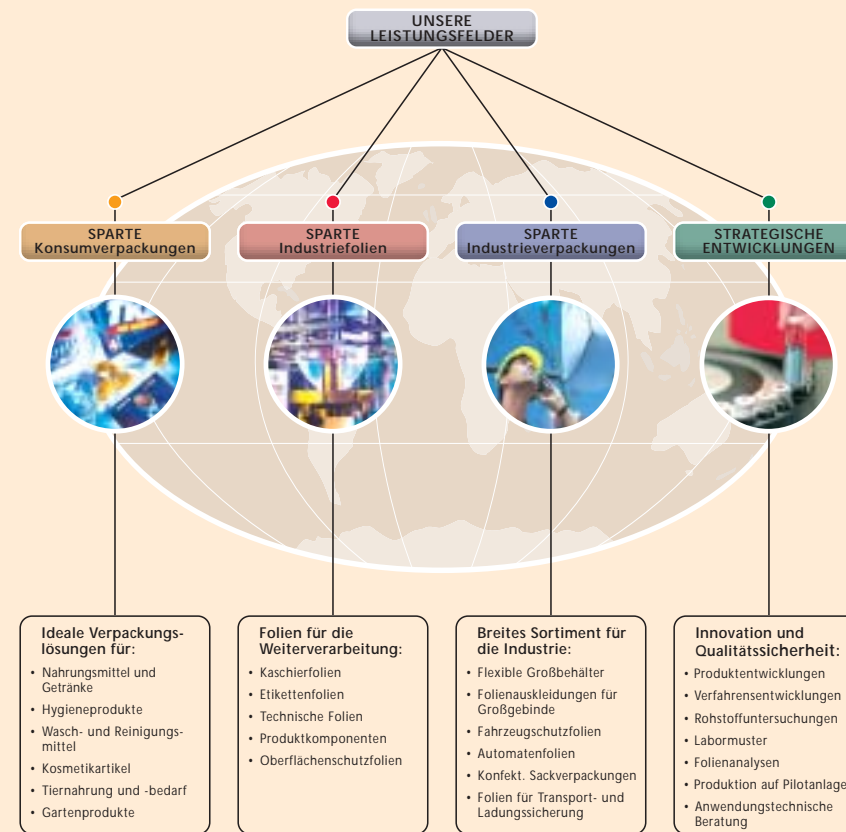 UNSERE
LEISTUNGSFELDER
SPARTE
Konsumverpackungen
SPARTE
Industriefolien
SPARTE
Industrieverpackungen
STRATEGISCHE
ENTWICKLUNGEN
Ideale Verpackungs-
lösungen für:
• Nahrungsmittel und
Getränke
• Hygieneprodukte
• Wasch- und Reinigungs-
mittel
• Kosmetikartikel
• Tiernahrung und -bedarf
• Gartenprodukte
Folien für die
Weiterverarbeitung:
• Kaschierfolien
• Etikettenfolien
• Technische Folien
• Produktkomponenten
• Oberflächenschutzfolien
Breites Sortiment für
die Industrie:
• Flexible Großbehälter
• Folienauskleidungen für
Großgebinde
• Fahrzeugschutzfolien
• Automatenfolien
• Konfekt. Sackverpackungen
• Folien für Transport- und
Ladungssicherung
Innovation und
Qualitätssicherheit:
• Produktentwicklungen
• Verfahrensentwicklungen
• Rohstoffuntersuchungen
• Labormuster
• Folienanalysen
• Produktion auf Pilotanlage
• Anwendungstechnische
Beratung